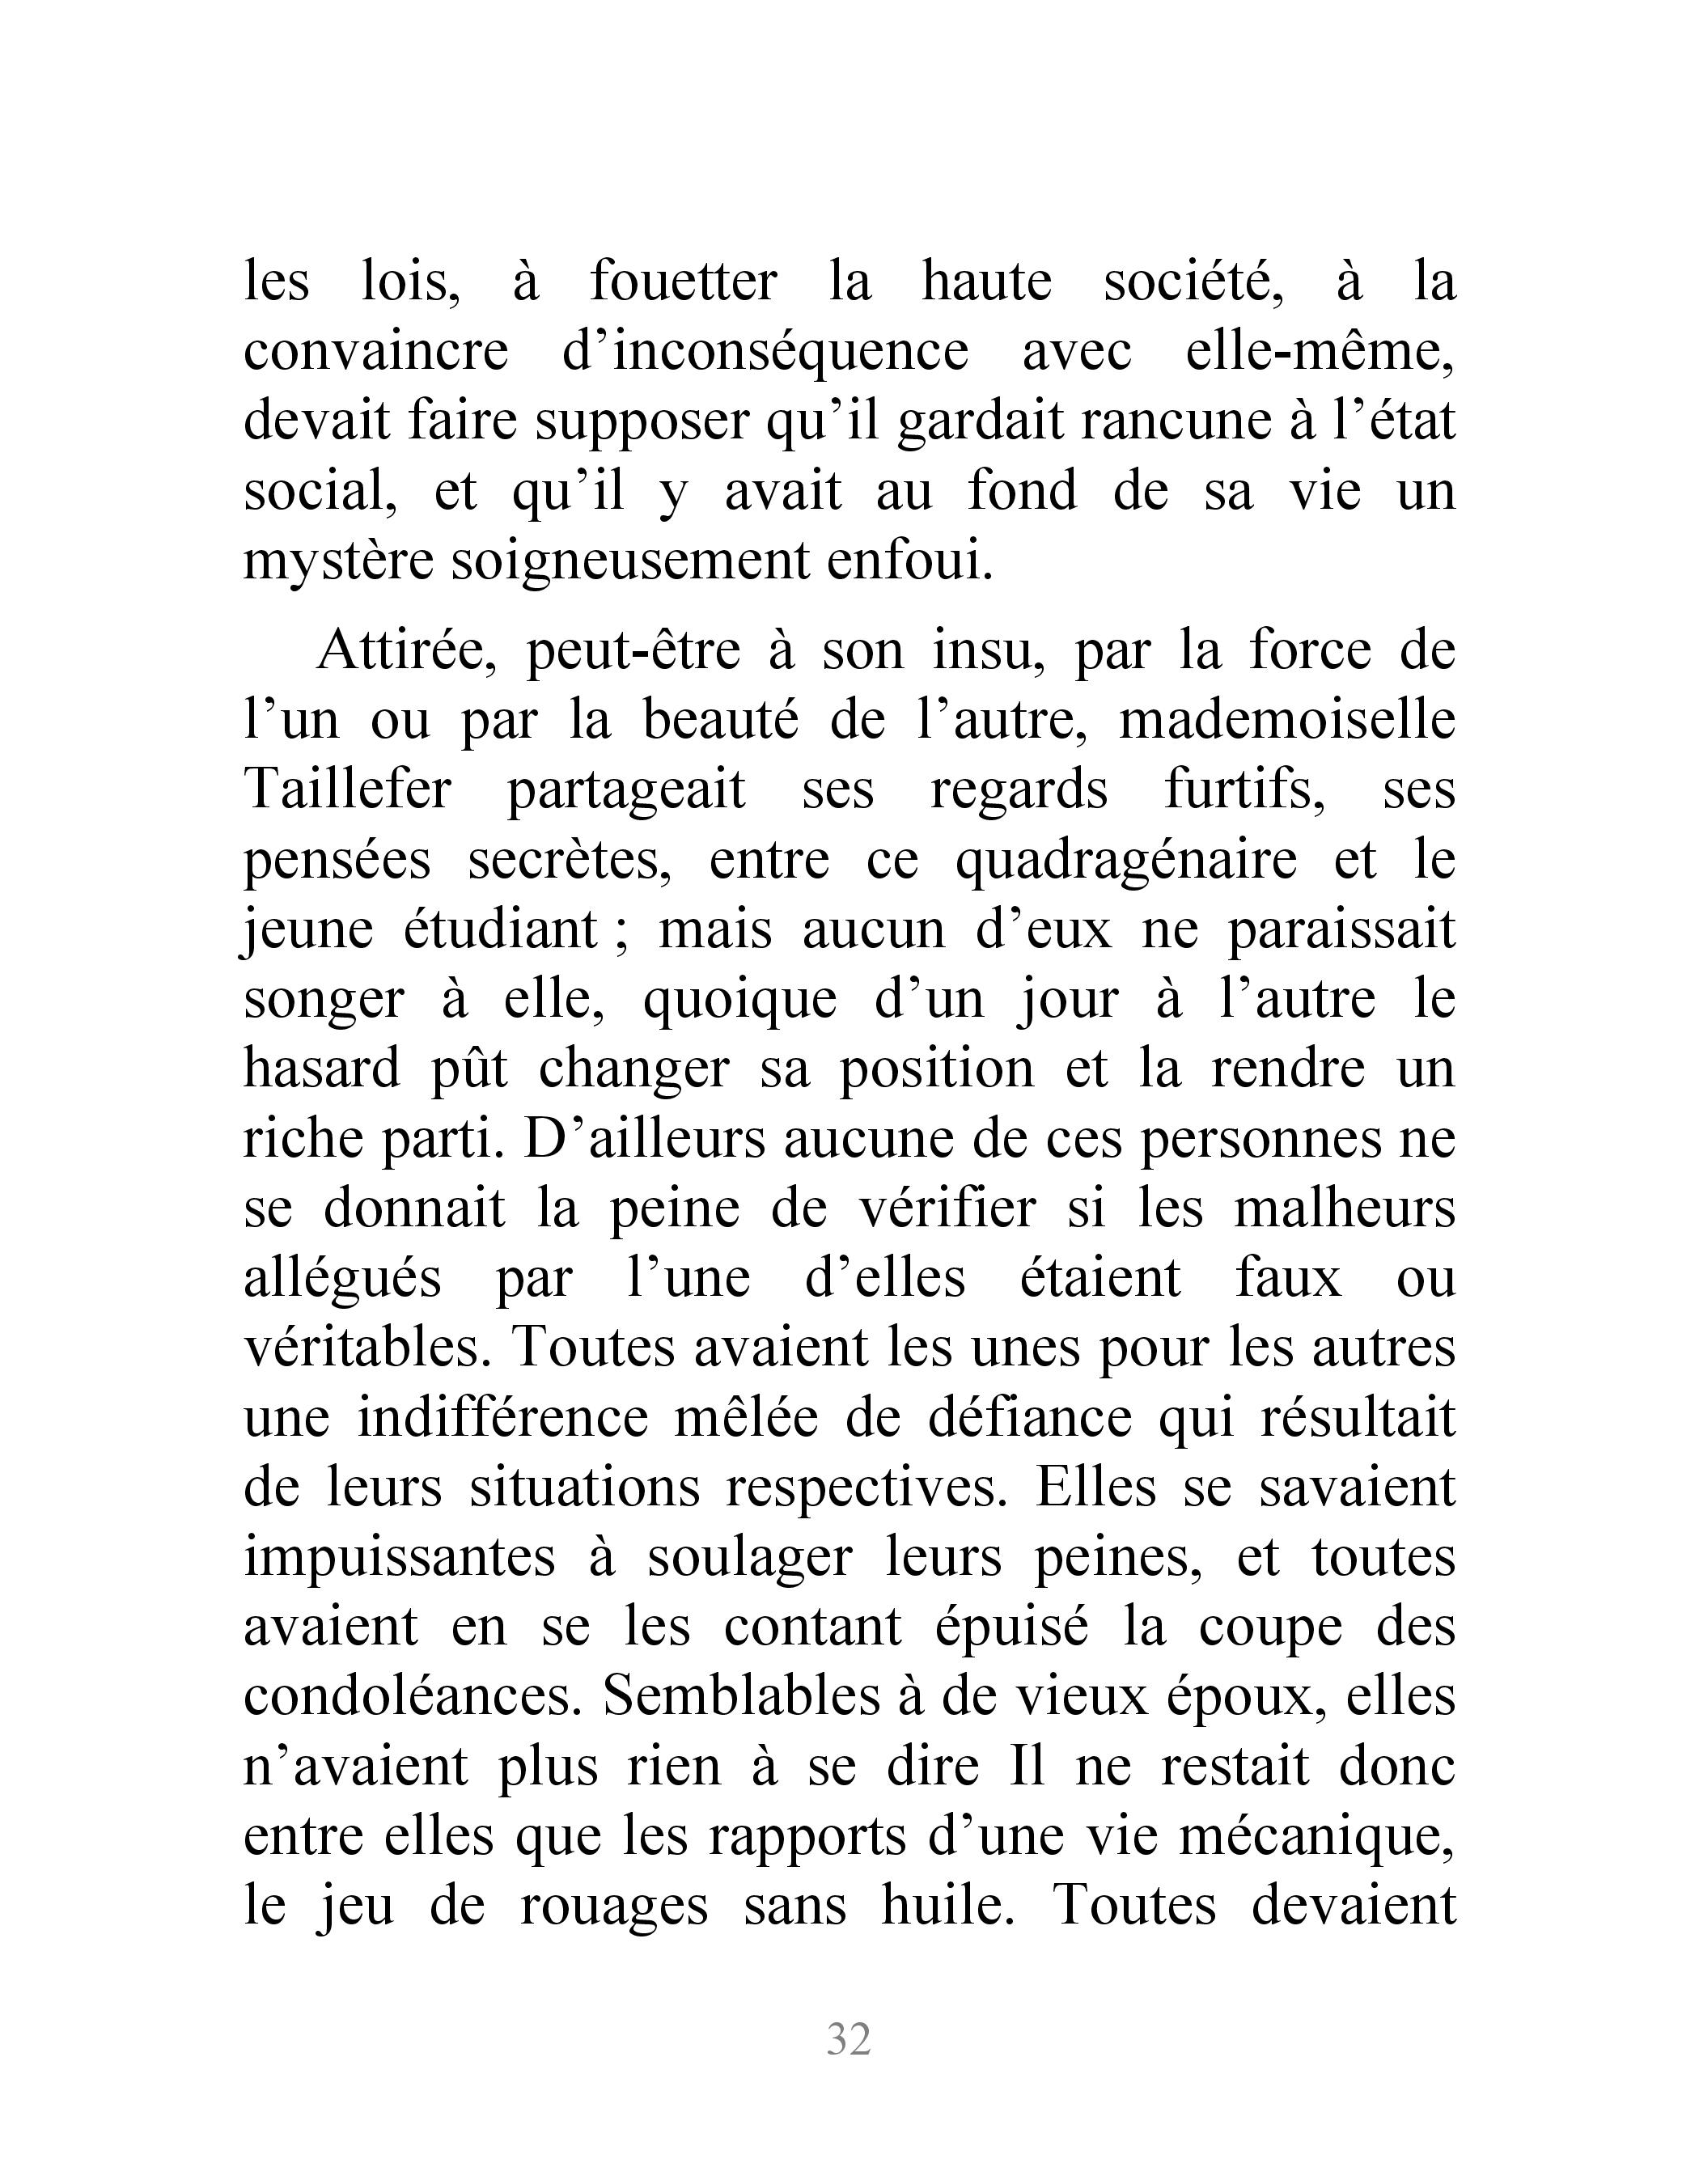 les lois, à fouetter la haute société, à la
convaincre d’inconséquence avec elle-même,
devait faire supposer qu’il gardait rancune à l’état
social, et qu’il y avait au fond de sa vie un
mystère soigneusement enfoui.
Attirée, peut-être à son insu, par la force de
l’un ou par la beauté de l’autre, mademoiselle
Taillefer partageait ses regards furtifs, ses
pensées secrètes, entre ce quadragénaire et le
jeune étudiant ; mais aucun d’eux ne paraissait
songer à elle, quoique d’un jour à l’autre le
hasard pût changer sa position et la rendre un
riche parti. D’ailleurs aucune de ces personnes ne
se donnait la peine de vérifier si les malheurs
allégués par l’une d’elles étaient faux ou
véritables. Toutes avaient les unes pour les autres
une indifférence mêlée de défiance qui résultait
de leurs situations respectives. Elles se savaient
impuissantes à soulager leurs peines, et toutes
avaient en se les contant épuisé la coupe des
condoléances. Semblables à de vieux époux, elles
n’avaient plus rien à se dire Il ne restait donc
entre elles que les rapports d’une vie mécanique,
le jeu de rouages sans huile. Toutes devaient
32